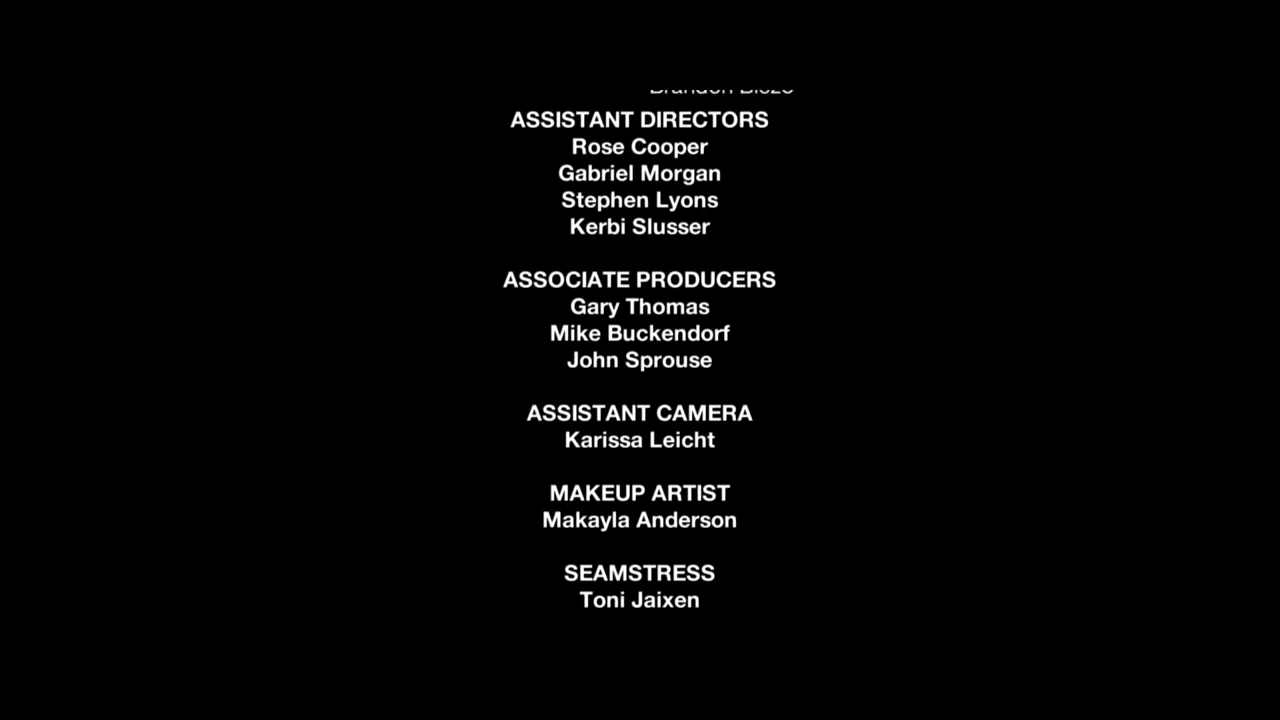 Brandon
ASSISTANT DIRECTORS
Rose Cooper
Gabriel Morgan
Stephen Lyons
Kerbi Slusser
ASSOCIATE PRODUCERS
Gary Thomas
Mike Buckendorf
John Sprouse
ASSISTANT CAMERA
Karissa Leicht
MAKEUP ARTIST
Makayla Anderson
SEAMSTRESS
Toni Jaixen